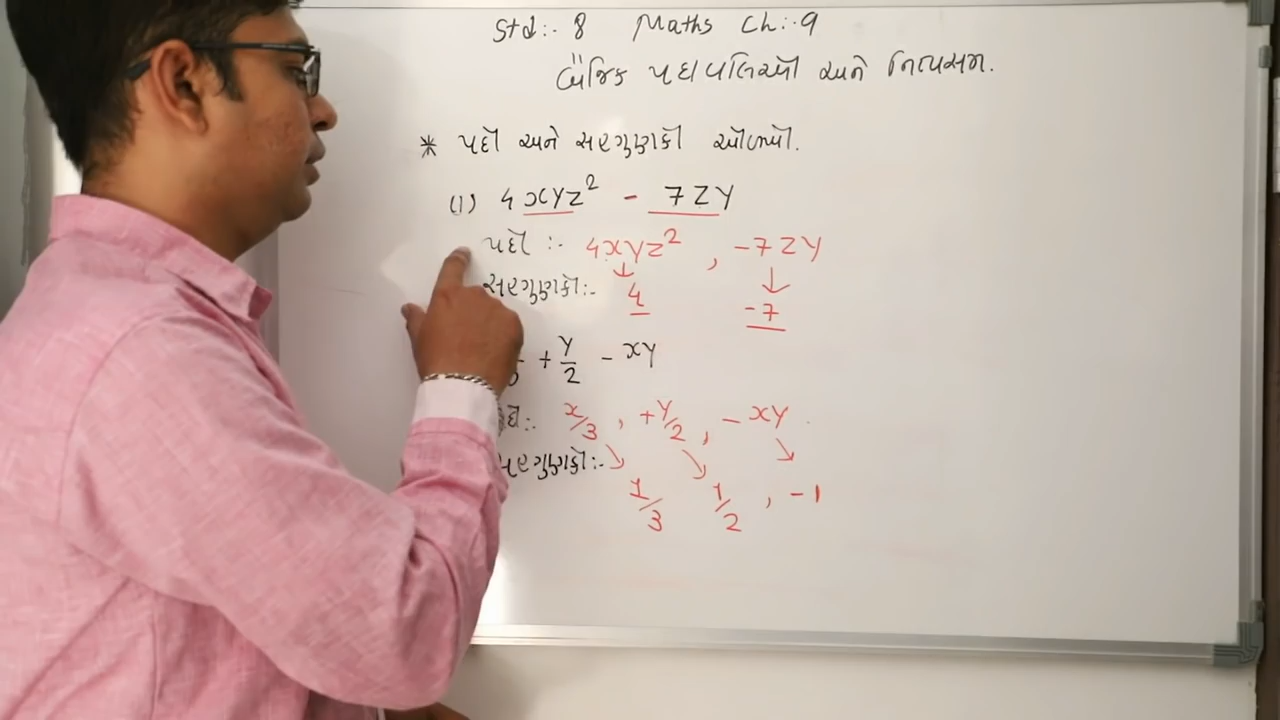 Std:- 8 Maths Ch:-9
બૈજિક પદાવલિઓ અને નિત્યસમ.
* પદો અને સહગુણકો ઓળખો.
(1) 4xyz² - 7zy
પદો :- 4xyz² , -7zy
સહગુણકો:- 4 -7
+ y/2 - xy
x/3 , +y/2 , - xy
સહગુણકો:-
1/3 1/2 , -1